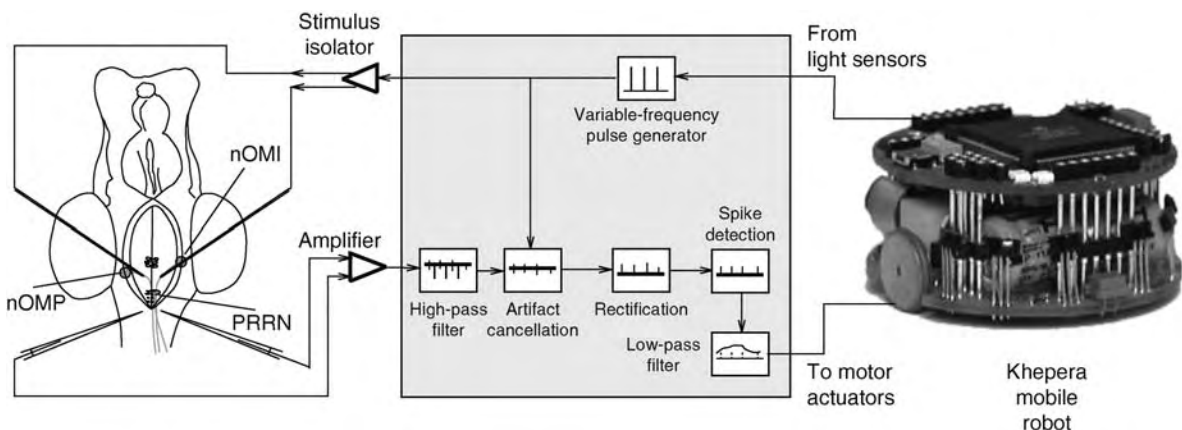 Stimulus
isolator
From
light sensors
Variable-frequency
pulse generator
nOMI
Spike
detection
Amplifier
nOMP
PRRN
High-pass
filter
Artifact
cancellation
Rectification
Low-pass
filter
To motor
actuators
Khepera
mobile
robot